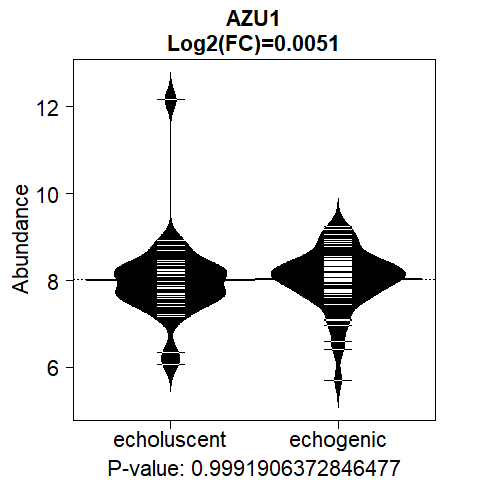 AZU1
Log2(FC)=0.0051
Abundance
12
10
8
6
echoluscent echogenic
P-value: 0.9991906372846477